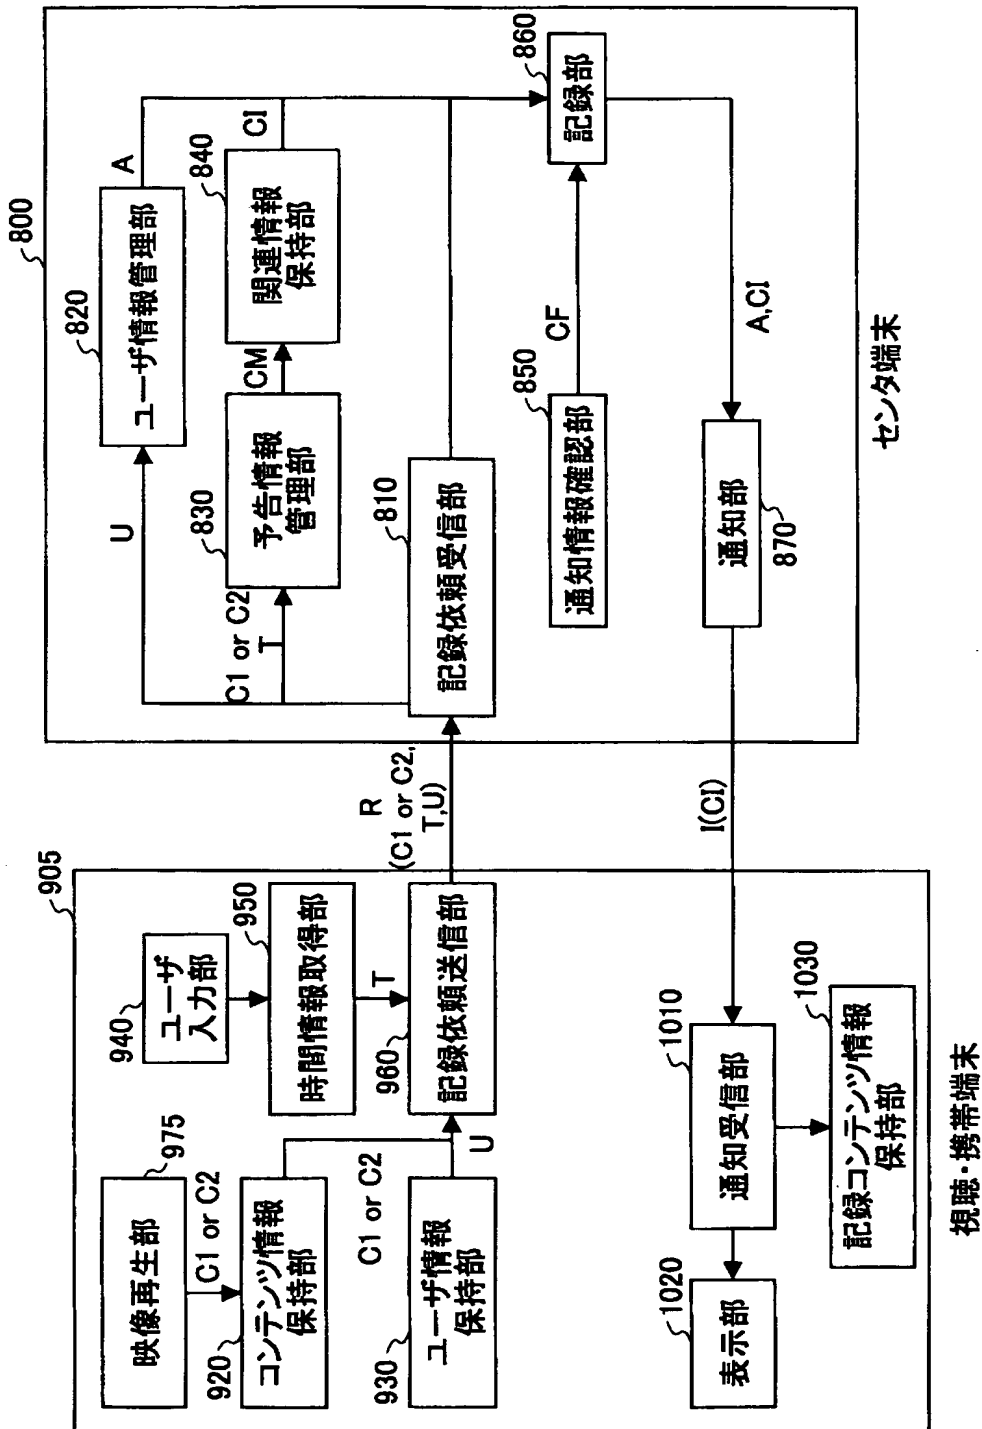 905
940
ユーザ
入力部
975
映像再生部
950
時間情報取得部
C1 or C2
T
920
コンテンツ情報
保持部
960
記録依頼送信部
C1 or C2
U
930
ユーザ情報
保持部
R
(C1 or C2,
T,U)
1010
通知受信部
1020
表示部
1030
記録コンテンツ情報
保持部
視聴・携帯端末
I(CI)
800
820
ユーザ情報管理部
A
U
830
予告情報
管理部
C1 or C2
T
CM
840
関連情報
保持部
CI
810
記録依頼受信部
860
記録部
850
通知情報確認部
CF
870
通知部
A,CI
センタ端末